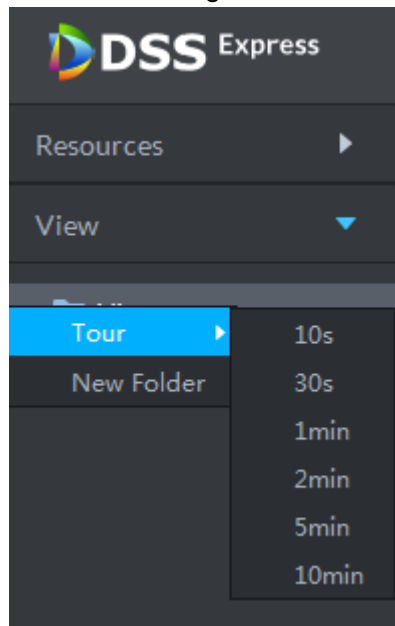 DSS Express
Resources
View
Tour
10s
New Folder
30s
1min
2min
5min
10min